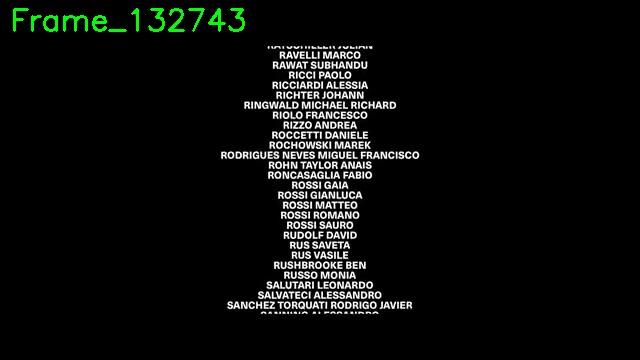 Frame_132743
RAVELLI MARCO
RAWAT SUBHANDU
RICCI PAOLO
RICCIARDI ALESSIA
RICHTER JOHANN
RINGWALD MICHAEL RICHARD
RIOLO FRANCESCO
RIZZO ANDREA
ROCCETTI DANIELE
ROCHOWSKI MAREK
RODRIGUES NEVES MIGUEL FRANCISCO
ROHN TAYLOR ANAIS
RONCASAGLIA FABIO
ROSSI GAIA
ROSSI GIANLUCA
ROSSI MATTEO
ROSSI ROMANO
ROSSI SAURO
RUDOLF DAVID
RUS SAVETA
RUS VASILE
RUSHBROOKE BEN
RUSSO MONIA
SALUTARI LEONARDO
SALVATECI ALESSANDRO
SANCHEZ TORQUATI RODRIGO JAVIER